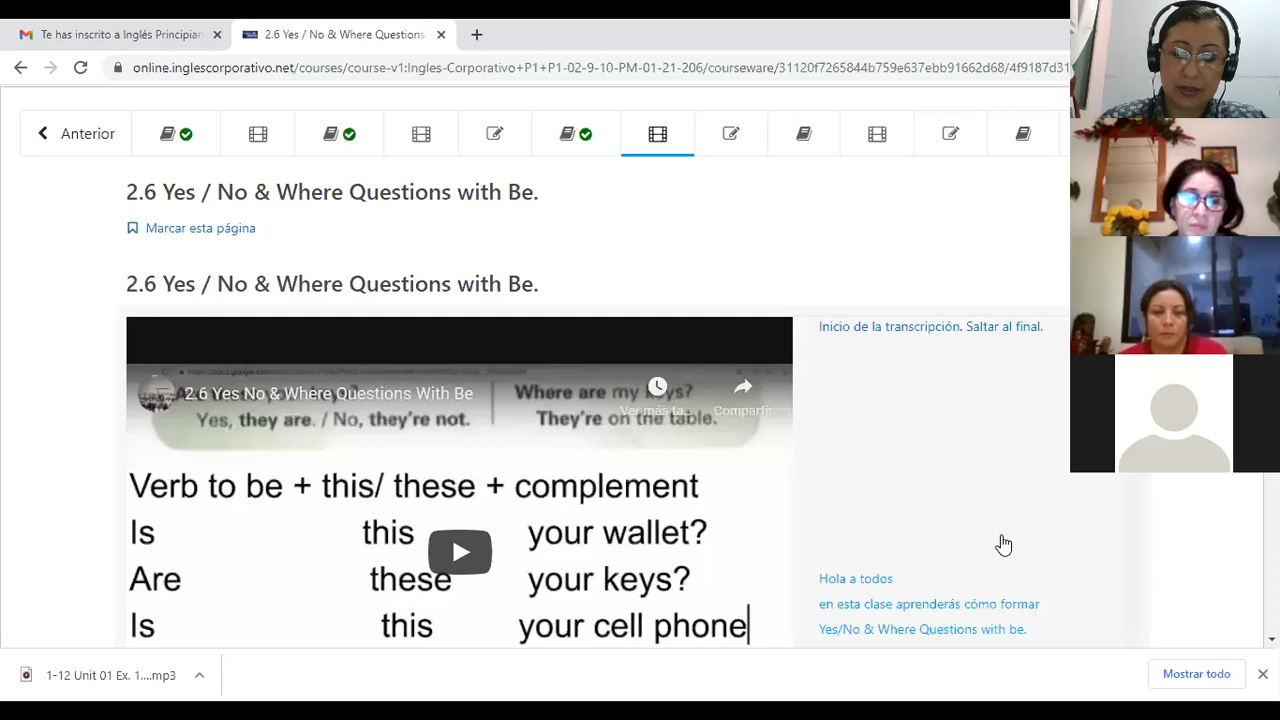 Te has inscrito a Inglés Principian
2.6 Yes / No & Where Questions
online.inglescorporativo.net/courses/course-v1:Ingles-Corporativo+P1+P1-02-9-10-PM-01-21-206/courseware/31120f7265844b759e637ebb91662d68/4f9187d31
Anterior
2.6 Yes / No & Where Questions with Be.
Marcar esta página
2.6 Yes / No & Where Questions with Be.
Inicio de la transcripción. Saltar al final.
2.6 Yes No & Where Questions With Be
Where are my keys?
Ver más ta...
Compartir
Yes, they are. / No, they're not.
They're on the table.
Verb to be + this/ these + complement
Is this your wallet?
Are these your keys?
Is this your cell phone
Hola a todos
en esta clase aprenderás cómo formar
Yes/No & Where Questions with be.
1-12 Unit 01 Ex. 1....mp3
Mostrar todo